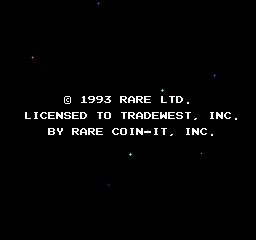 © 1993 RARE LTD.
LICENSED TO TRADEWEST, INC.
BY RARE COIN-IT, INC.